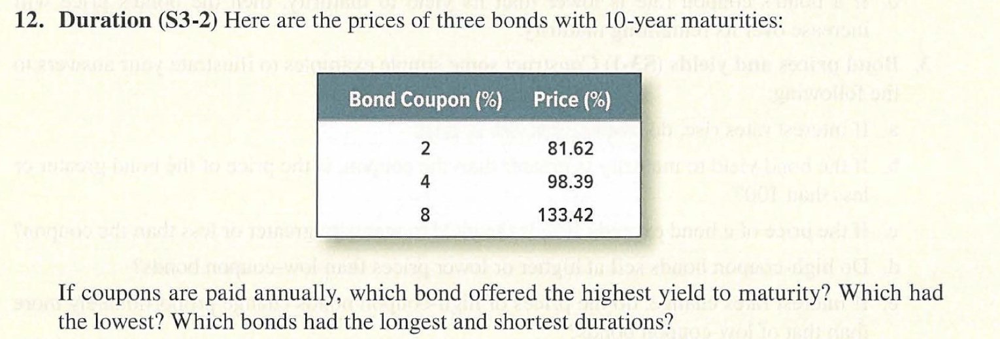 12. Duration (S3-2) Here are the prices of three bonds with 10-year maturities:
Bond Coupon (%) Price (%)
2 81.62
4 98.39
8 133.42
If coupons are paid annually, which bond offered the highest yield to maturity? Which had
the lowest? Which bonds had the longest and shortest durations?